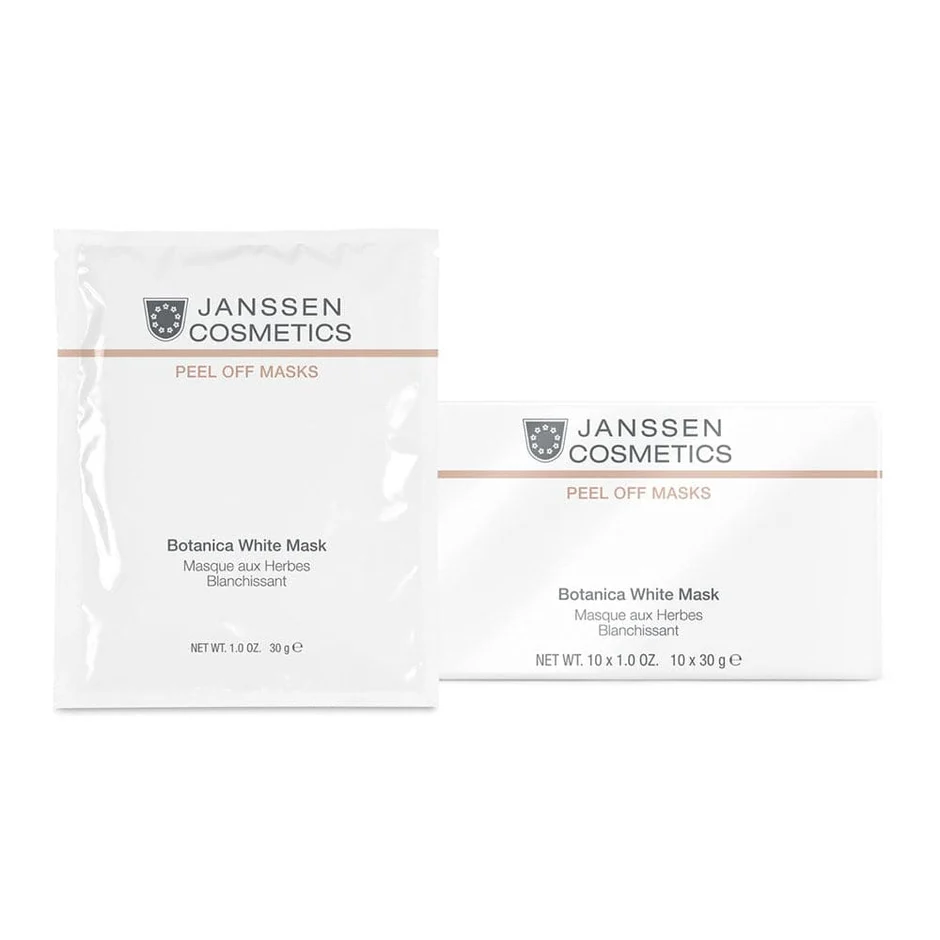 JANSSEN
COSMETICS
PEEL OFF MASKS
Botanica White Mask
Masque aux Herbes
Blanchissant
NET WT. 1.0 OZ. 30 g ℮
JANSSEN
COSMETICS
PEEL OFF MASKS
Botanica White Mask
Masque aux Herbes
Blanchissant
NET WT. 10 x 1.0 OZ. 10 x 30 g ℮